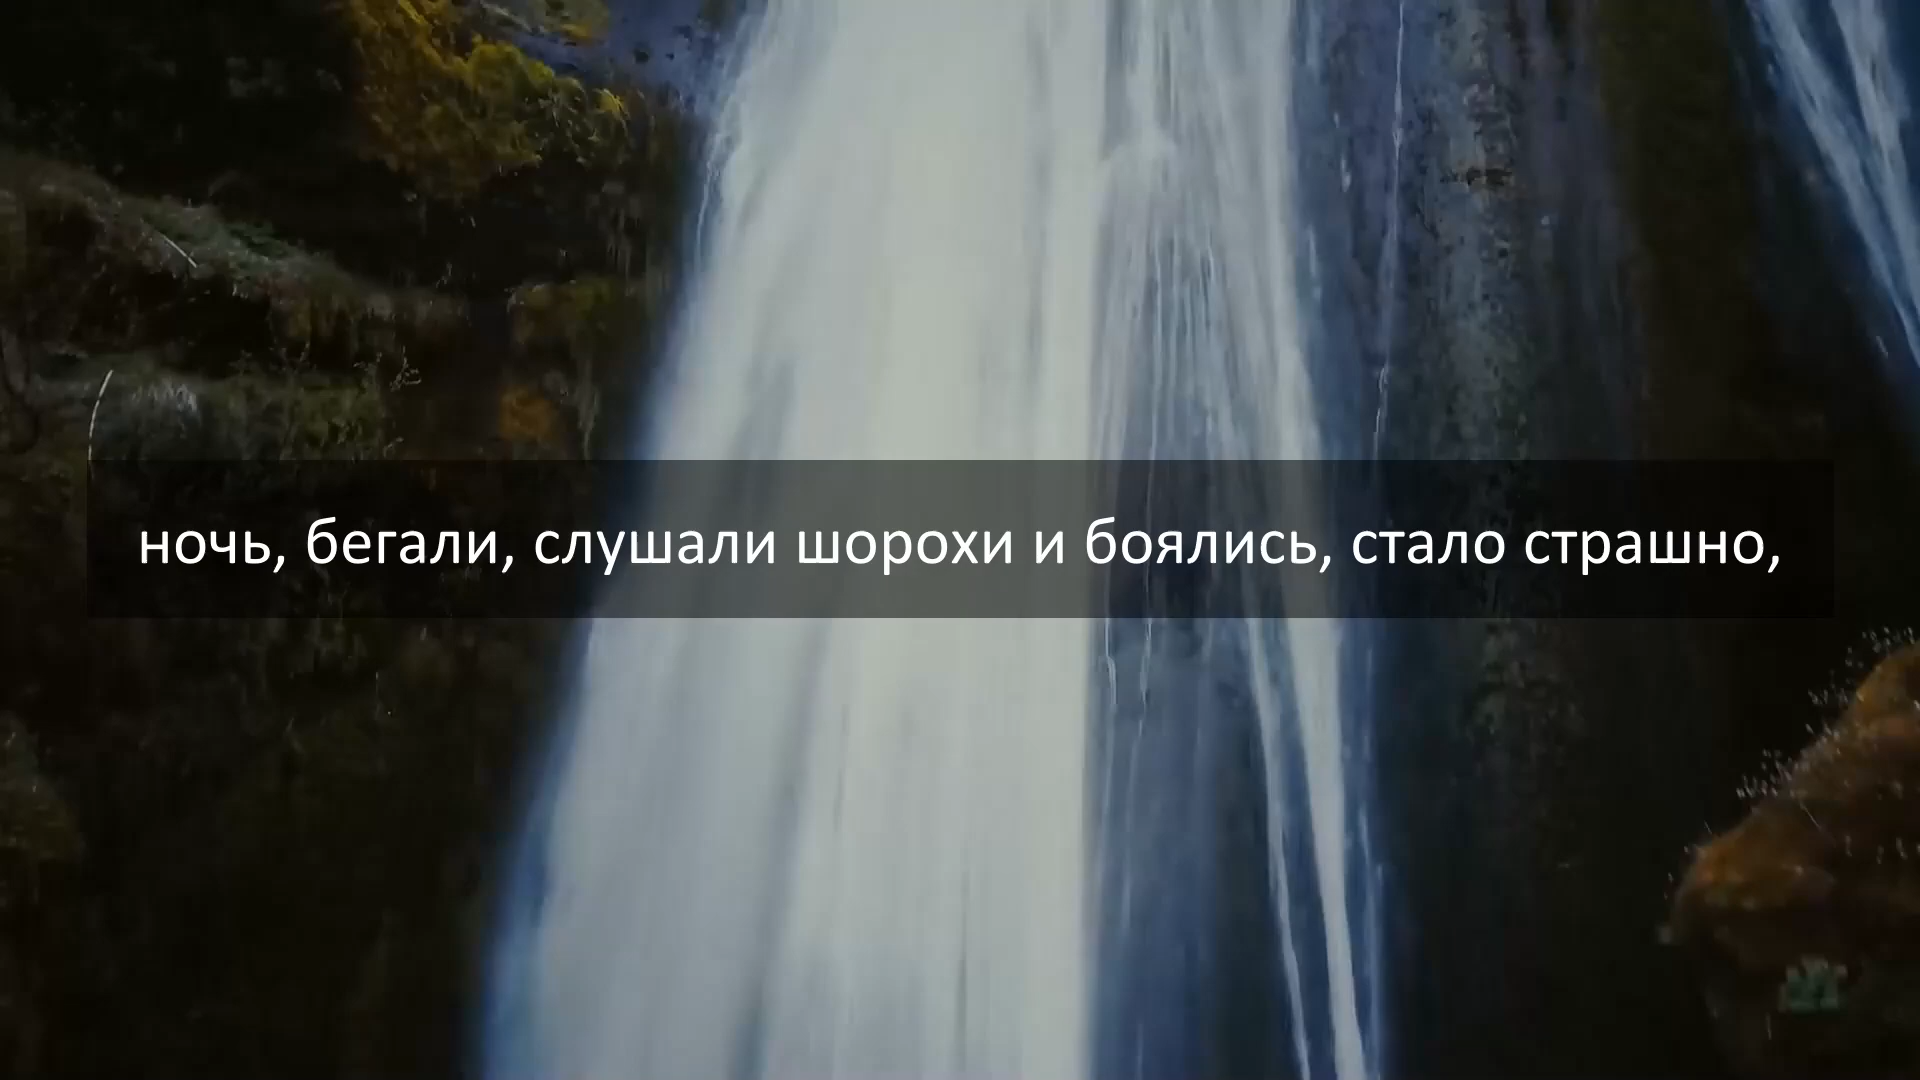 ночь, бегали, слушали шорохи и боялись, стало страшно,